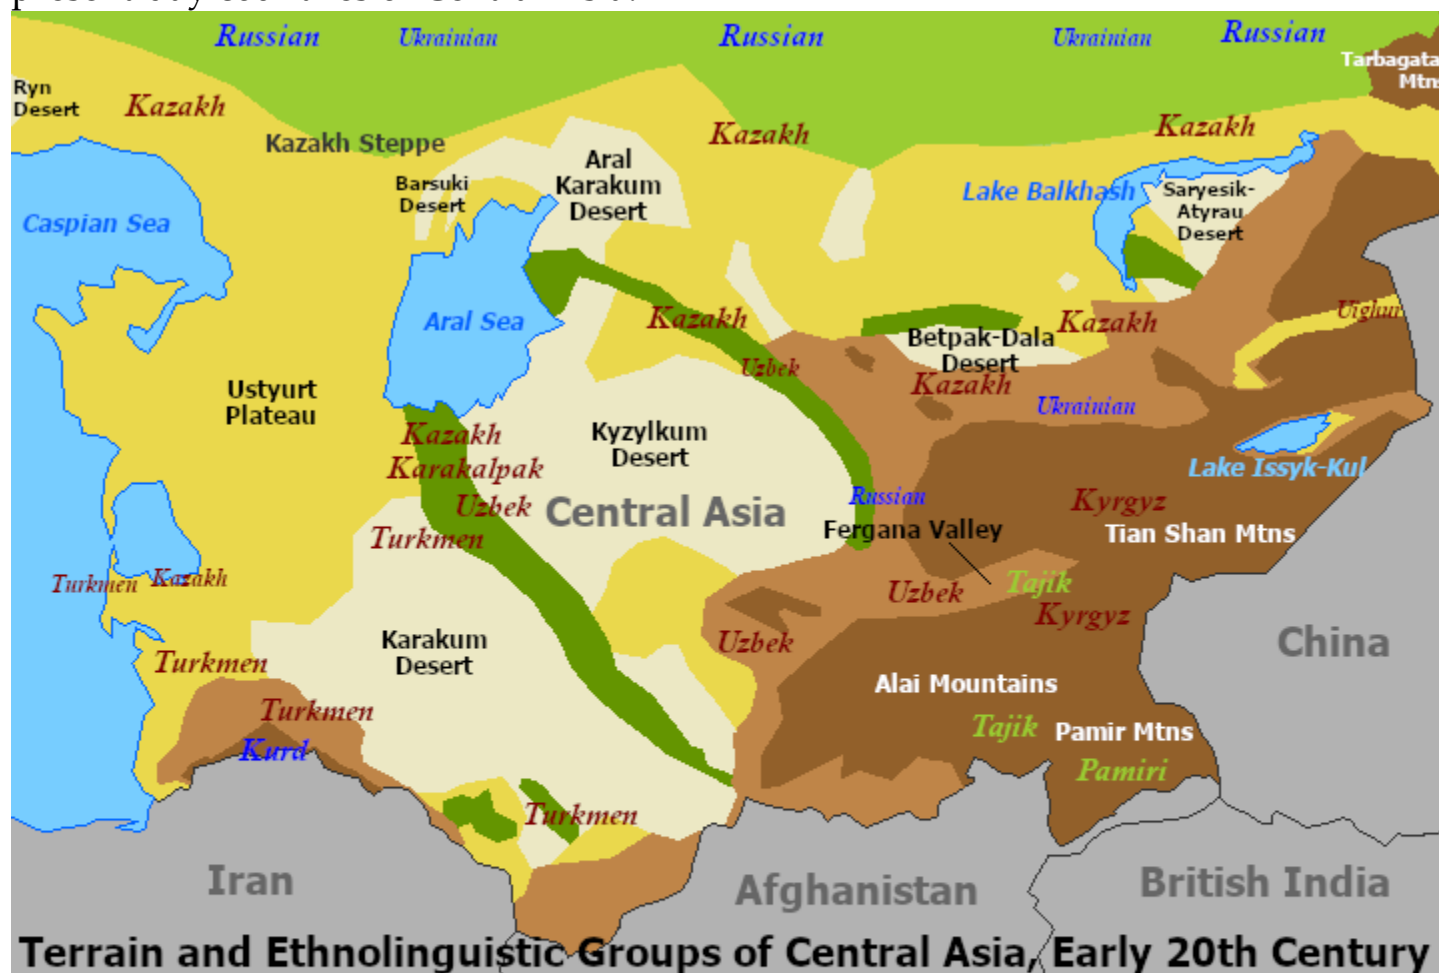 Russian
Ukrainian
Russian
Ukrainian
Russian
Tarbagata
Mtns
Ryn
Desert
Kazakh
Kazakh Steppe
Kazakh
Kazakh
Aral
Karakum
Desert
Barsuki
Desert
Lake Balkhash
Saryesik-
Atyrau
Desert
Caspian Sea
Aral Sea
Kazakh
Kazakh
Uighur
Betpak-Dala
Desert
Uzbek
Kazakh
Ukrainian
Ustyurt
Plateau
Kazakh
Karakalpak
Uzbek
Turkmen
Kyzylkum
Desert
Central Asia
Lake Issyk-Kul
Russian
Kyrgyz
Fergana Valley
Tian Shan Mtns
Turkmen
Kazakh
Uzbek
Tajik
Kyrgyz
Karakum
Desert
Uzbek
China
Turkmen
Alai Mountains
Turkmen
Tajik
Pamir Mtns
Kurd
Pamiri
Turkmen
Iran
Afghanistan
British India
Terrain and Ethnolinguistic Groups of Central Asia, Early 20th Century